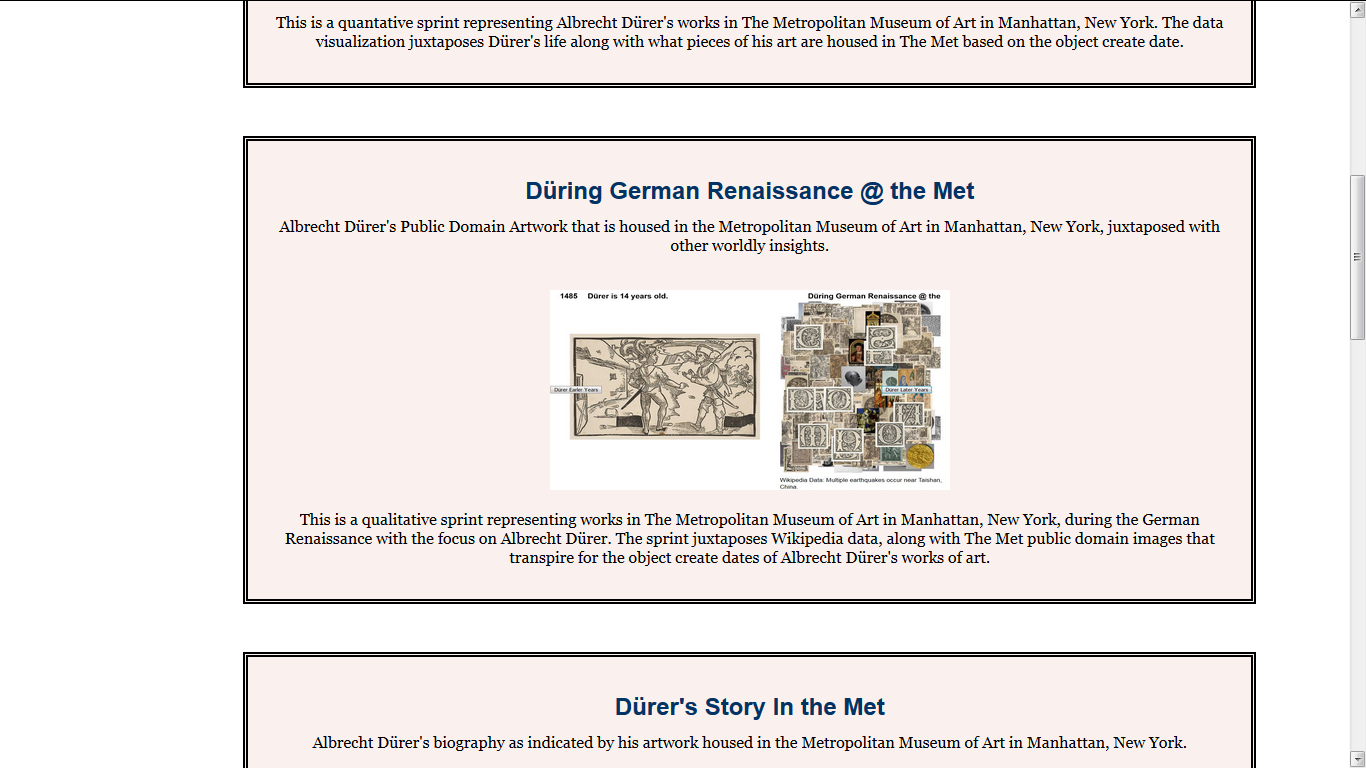 This is a quantative sprint representing Albrecht Dürer's works in The Metropolitan Museum of Art in Manhattan, New York. The data
visualization juxtaposes Dürer's life along with what pieces of his art are housed in The Met based on the object create date.
Düring German Renaissance @ the Met
Albrecht Dürer's Public Domain Artwork that is housed in the Metropolitan Museum of Art in Manhattan, New York, juxtaposed with
other worldly insights.
1485 Dürer is 14 years old.
Düring German Renaissance @ the
Dürer Earler Years
Dürer Later Years
Wikipedia Data: Multiple earthquakes occur near Taishan,
China.
This is a qualitative sprint representing works in The Metropolitan Museum of Art in Manhattan, New York, during the German
Renaissance with the focus on Albrecht Dürer. The sprint juxtaposes Wikipedia data, along with The Met public domain images that
transpire for the object create dates of Albrecht Dürer's works of art.
Dürer's Story In the Met
Albrecht Dürer's biography as indicated by his artwork housed in the Metropolitan Museum of Art in Manhattan, New York.